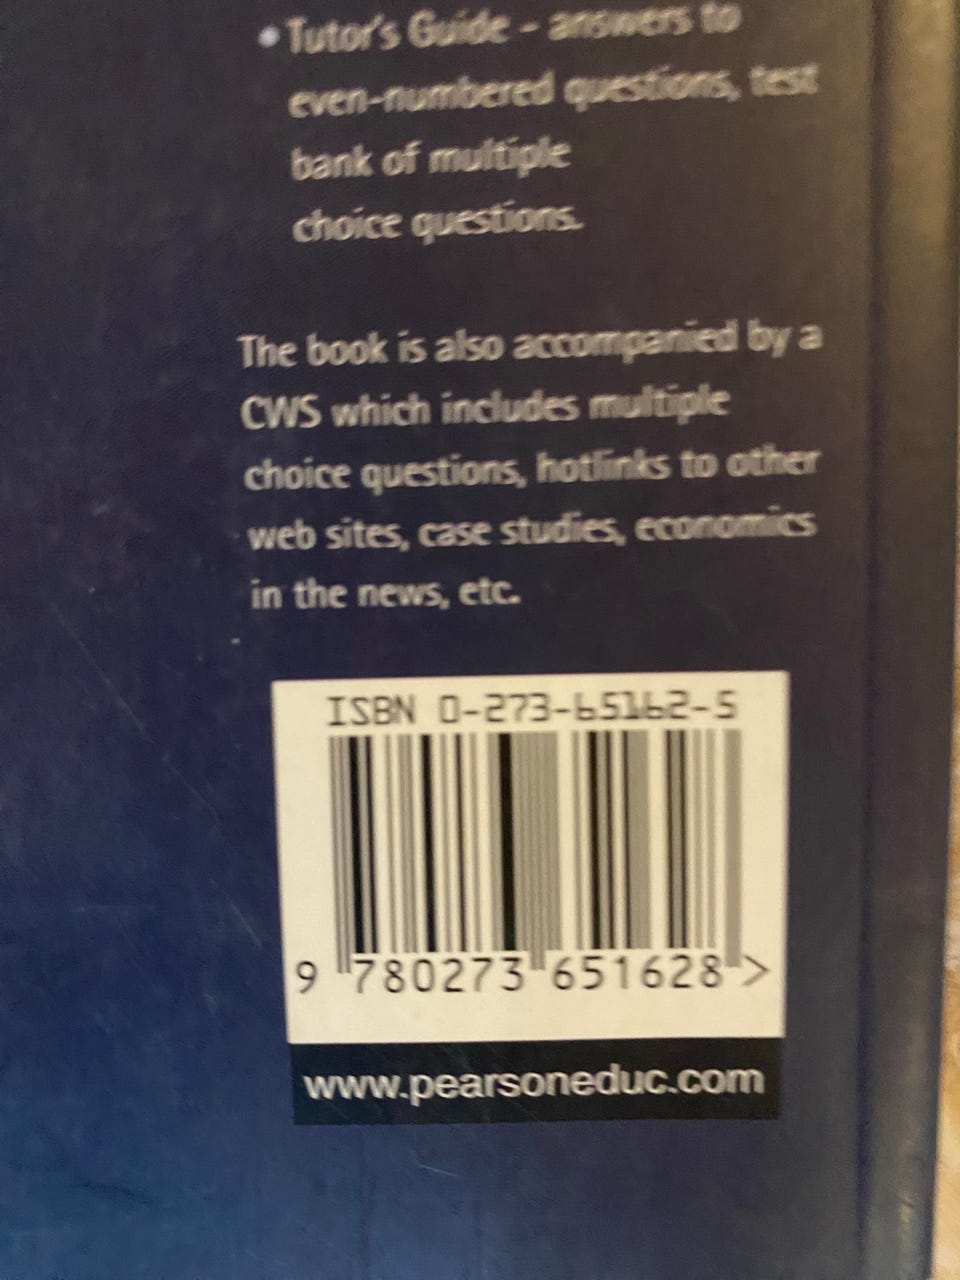 • Tutor's Guide - answers to
even-numbered questions, test
bank of multiple
choice questions.
The book is also accompanied by a
CWS which includes multiple
choice questions, hotlinks to other
web sites, case studies, economics
in the news, etc.
ISBN 0-273-65162-5
9 780273 651628 >
www.pearsoneduc.com